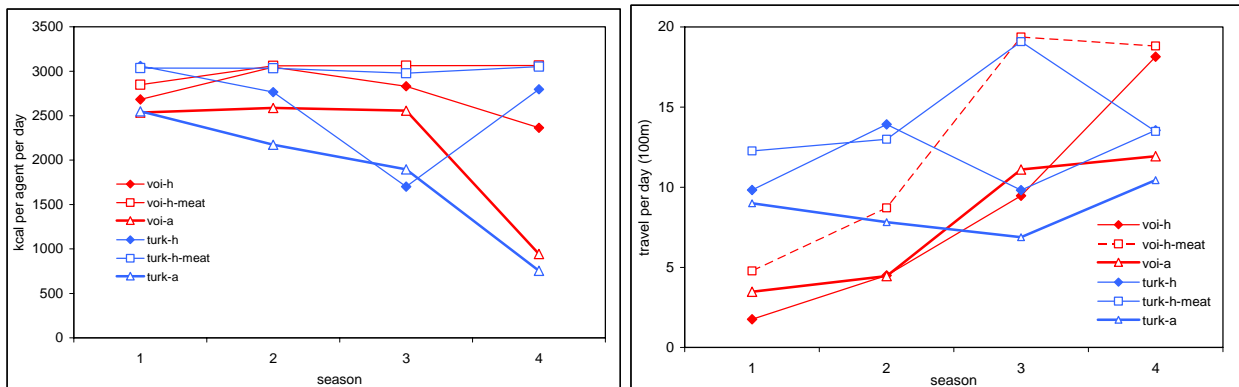 3500
3000
2500
2000
1500
1000
500
0
kcal per agent per day
voi-h
voi-h-meat
voi-a
turk-h
turk-h-meat
turk-a
1 2 3 4
season
20
15
10
5
0
travel per day (100m)
voi-h
voi-h-meat
voi-a
turk-h
turk-h-meat
turk-a
1 2 3 4
season